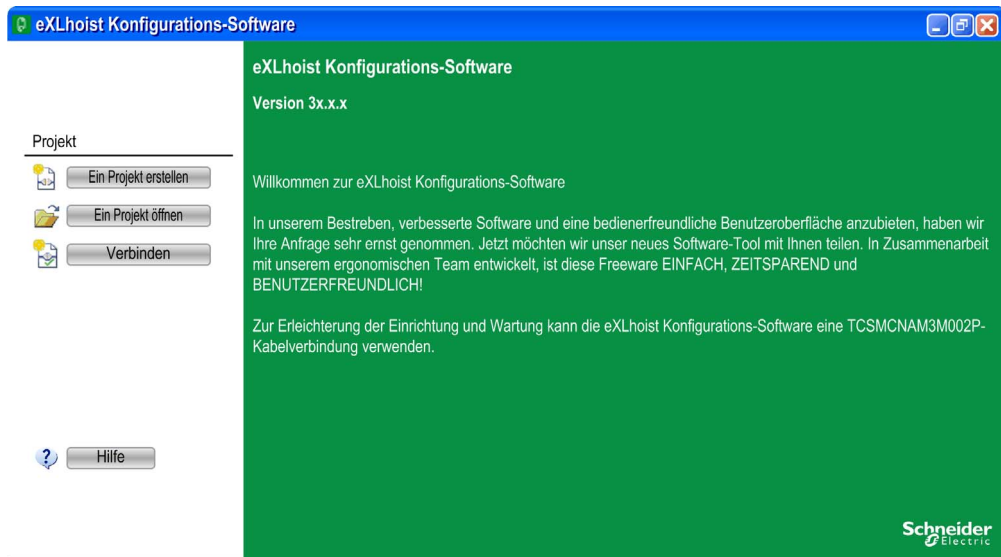 eXLhoist Konfigurations-Software
eXLhoist Konfigurations-Software
Version 3x.x.x
Projekt
Ein Projekt erstellen
Ein Projekt öffnen
Verbinden
Willkommen zur eXLhoist Konfigurations-Software
In unserem Bestreben, verbesserte Software und eine bedienerfreundliche Benutzeroberfläche anzubieten, haben wir
Ihre Anfrage sehr ernst genommen. Jetzt möchten wir unser neues Software-Tool mit Ihnen teilen. In Zusammenarbeit
mit unserem ergonomischen Team entwickelt, ist diese Freeware EINFACH, ZEITSPAREND und
BENUTZERFREUNDLICH!
Zur Erleichterung der Einrichtung und Wartung kann die eXLhoist Konfigurations-Software eine TCSMCNAM3M002P-
Kabelverbindung verwenden.
Hilfe
Schneider
Electric